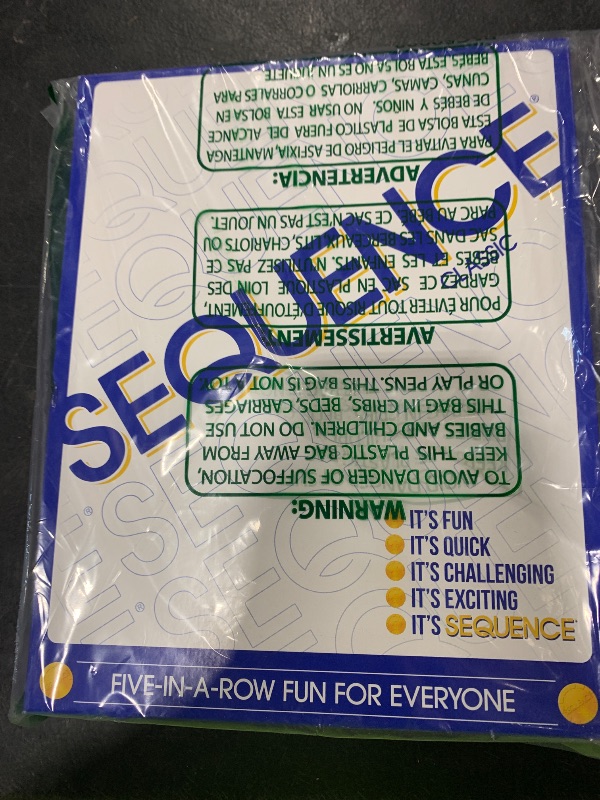 SEQUENCE®
CLASSIC
IT'S FUN
IT'S QUICK
IT'S CHALLENGING
IT'S EXCITING
IT'S SEQUENCE®
FIVE-IN-A-ROW FUN FOR EVERYONE
WARNING:
TO AVOID DANGER OF SUFFOCATION,
KEEP THIS PLASTIC BAG AWAY FROM
BABIES AND CHILDREN. DO NOT USE
THIS BAG IN CRIBS, BEDS, CARRIAGES
OR PLAY PENS. THIS BAG IS NOT A TOY.
AVERTISSEMENT
POUR ÉVITER TOUT RISQUE D'ÉTOUFFEMENT,
GARDEZ CE SAC EN PLASTIQUE LOIN DES
BÉBÉS ET LES ENFANTS. N'UTILISEZ PAS CE
SAC DANS LES BERCEAUX, LITS, CHARIOTS OU
PARC AU BÉBÉ. CE SAC N'EST PAS UN JOUET.
ADVERTENCIA:
PARA EVITAR EL PELIGRO DE ASFIXIA, MANTENGA
ESTA BOLSA DE PLASTICO FUERA DEL ALCANCE
DE BEBÉS Y NIÑOS. NO USAR ESTA BOLSA EN
CUNAS, CAMAS, CARRIOLAS O CORRALES PARA
BEBÉS. ESTA BOLSA NO ES UN JUGUETE